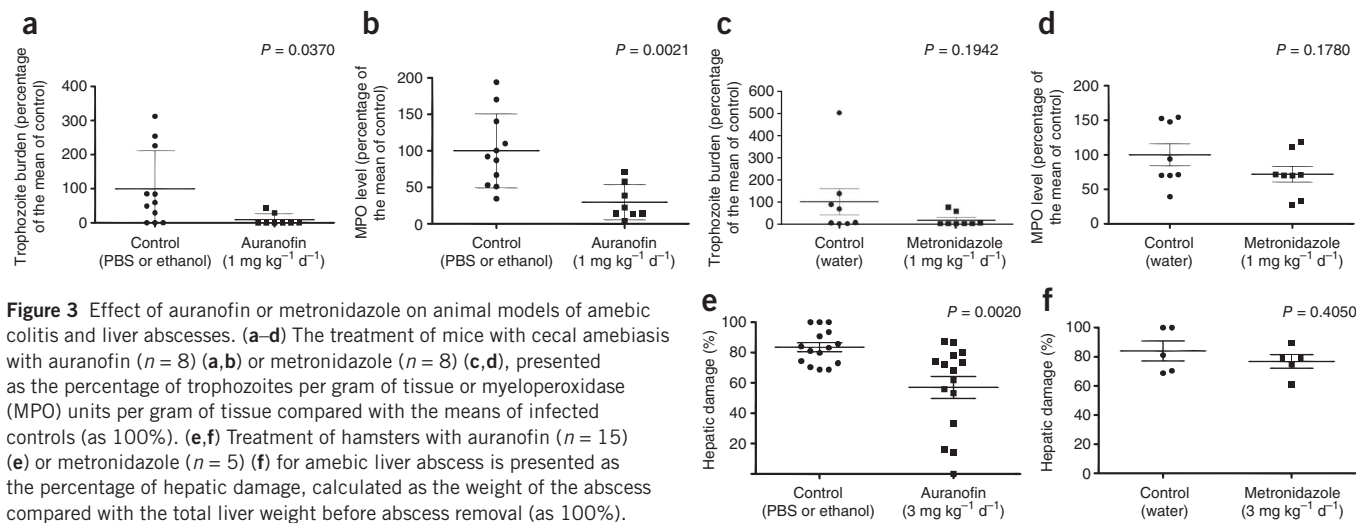 a
P = 0.0370
Trophozoite burden (percentage
of the mean of control)
400
300
200
100
0
Control
(PBS or ethanol)
Auranofin
(1 mg kg⁻¹ d⁻¹)
b
P = 0.0021
MPO level (percentage of
the mean of control)
200
150
100
50
0
Control
(PBS or ethanol)
Auranofin
(1 mg kg⁻¹ d⁻¹)
c
P = 0.1942
Trophozoite burden (percentage
of the mean of control)
600
500
400
300
200
100
0
Control
(water)
Metronidazole
(1 mg kg⁻¹ d⁻¹)
d
P = 0.1780
MPO level (percentage of
the mean of control)
200
150
100
50
0
Control
(water)
Metronidazole
(1 mg kg⁻¹ d⁻¹)
Figure 3 Effect of auranofin or metronidazole on animal models of amebic
colitis and liver abscesses. (a–d) The treatment of mice with cecal amebiasis
with auranofin (n = 8) (a,b) or metronidazole (n = 8) (c,d), presented
as the percentage of trophozoites per gram of tissue or myeloperoxidase
(MPO) units per gram of tissue compared with the means of infected
controls (as 100%). (e,f) Treatment of hamsters with auranofin (n = 15)
(e) or metronidazole (n = 5) (f) for amebic liver abscess is presented as
the percentage of hepatic damage, calculated as the weight of the abscess
compared with the total liver weight before abscess removal (as 100%).
e
P = 0.0020
Hepatic damage (%)
100
80
60
40
20
Control
(PBS or ethanol)
Auranofin
(3 mg kg⁻¹ d⁻¹)
f
P = 0.4050
Hepatic damage (%)
100
80
60
40
20
Control
(water)
Metronidazole
(3 mg kg⁻¹ d⁻¹)